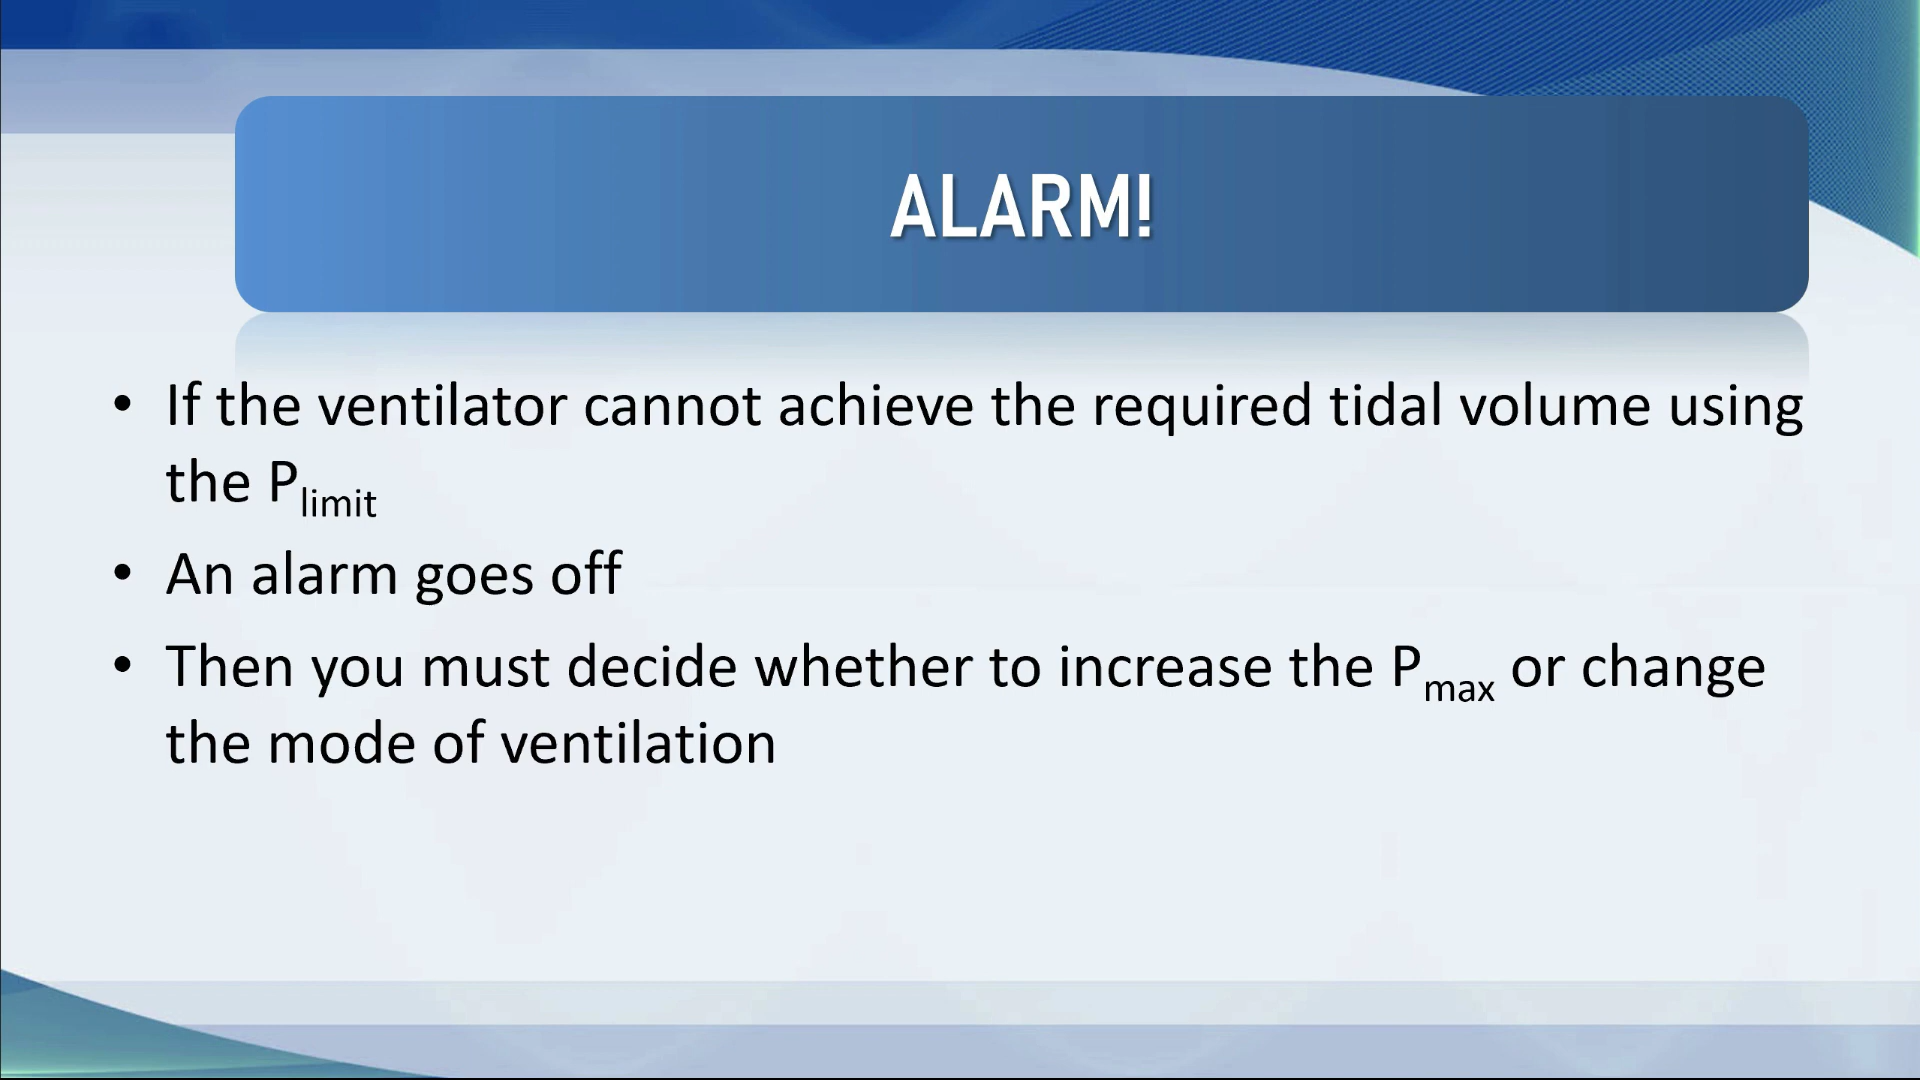 ALARM!
• If the ventilator cannot achieve the required tidal volume using
the Plimit
• An alarm goes off
• Then you must decide whether to increase the Pmax or change
the mode of ventilation